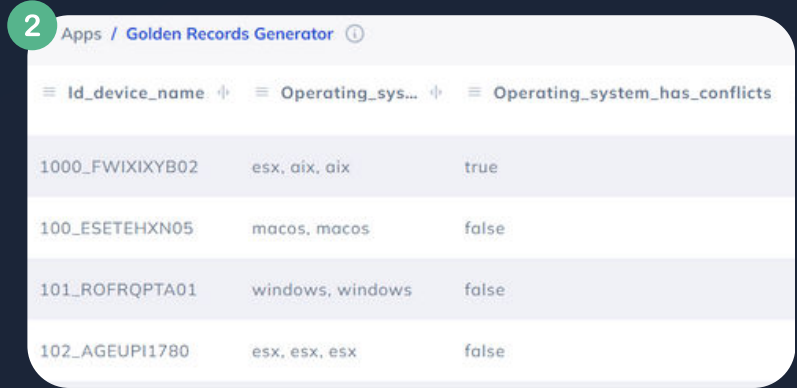 2
Apps / Golden Records Generator
Id_device_name Operating_sys... Operating_system_has_conflicts
1000_FWIXIXYB02 esx, aix, aix true
100_ESETEHXN05 macos, macos false
101_ROFRQPTA01 windows, windows false
102_AGEUPI1780 esx, esx, esx false